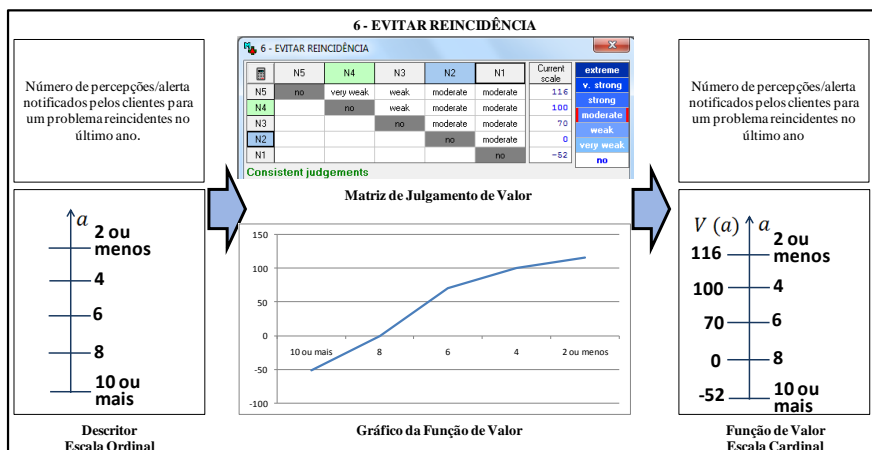 6 - EVITAR REINCIDÊNCIA
Número de percepções/alerta
notificados pelos clientes para
um problema reincidentes no
último ano.
a
2 ou
menos
4
6
8
10 ou
mais
Descritor
Escala Ordinal
6 - EVITAR REINCIDÊNCIA
N5 N4 N3 N2 N1 Current scale
N5 no very weak weak moderate moderate 116
N4 no weak moderate moderate 100
N3 no moderate moderate 70
N2 no moderate 0
N1 no -52
extreme
v. strong
strong
moderate
weak
very weak
no
Consistent judgements
Matriz de Julgamento de Valor
150
100
50
0
-50
-100
10 ou mais 8 6 4 2 ou menos
Gráfico da Função de Valor
Número de percepções/alerta
notificados pelos clientes para
um problema reincidentes no
último ano
V (a) a
116 2 ou
menos
100 4
70 6
0 8
-52 10 ou
mais
Função de Valor
Escala Cardinal